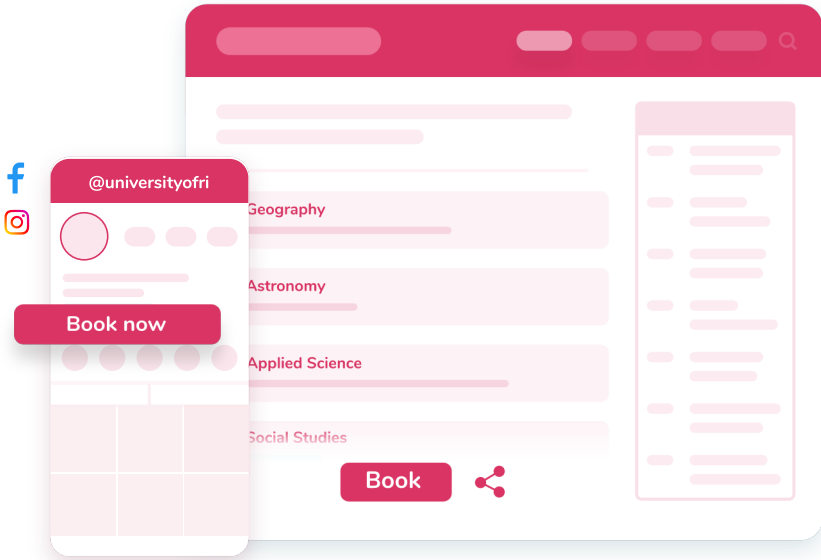 @universityofri
Book now
Geography
Astronomy
Applied Science
Social Studies
Book